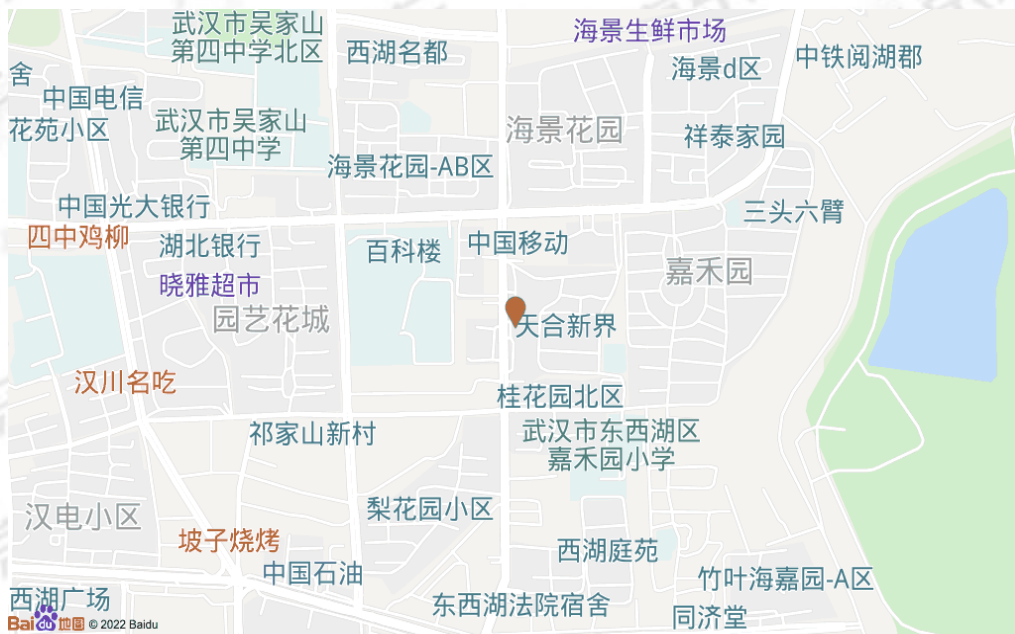 武汉市吴家山
第四中学北区
西湖名都
海景生鲜市场
中铁阅湖郡
舍
海景d区
中国电信
花苑小区
武汉市吴家山
第四中学
海景花园
祥泰家园
海景花园-AB区
中国光大银行
三头六臂
四中鸡柳
湖北银行
百科楼
中国移动
嘉禾园
晓雅超市
园艺花城
天合新界
汉川名吃
桂花园北区
祁家山新村
武汉市东西湖区
嘉禾园小学
汉电小区
梨花园小区
坡子烧烤
西湖庭苑
中国石油
竹叶海嘉园-A区
西湖广场
东西湖法院宿舍
同济堂
Bai du 地图 © 2022 Baidu